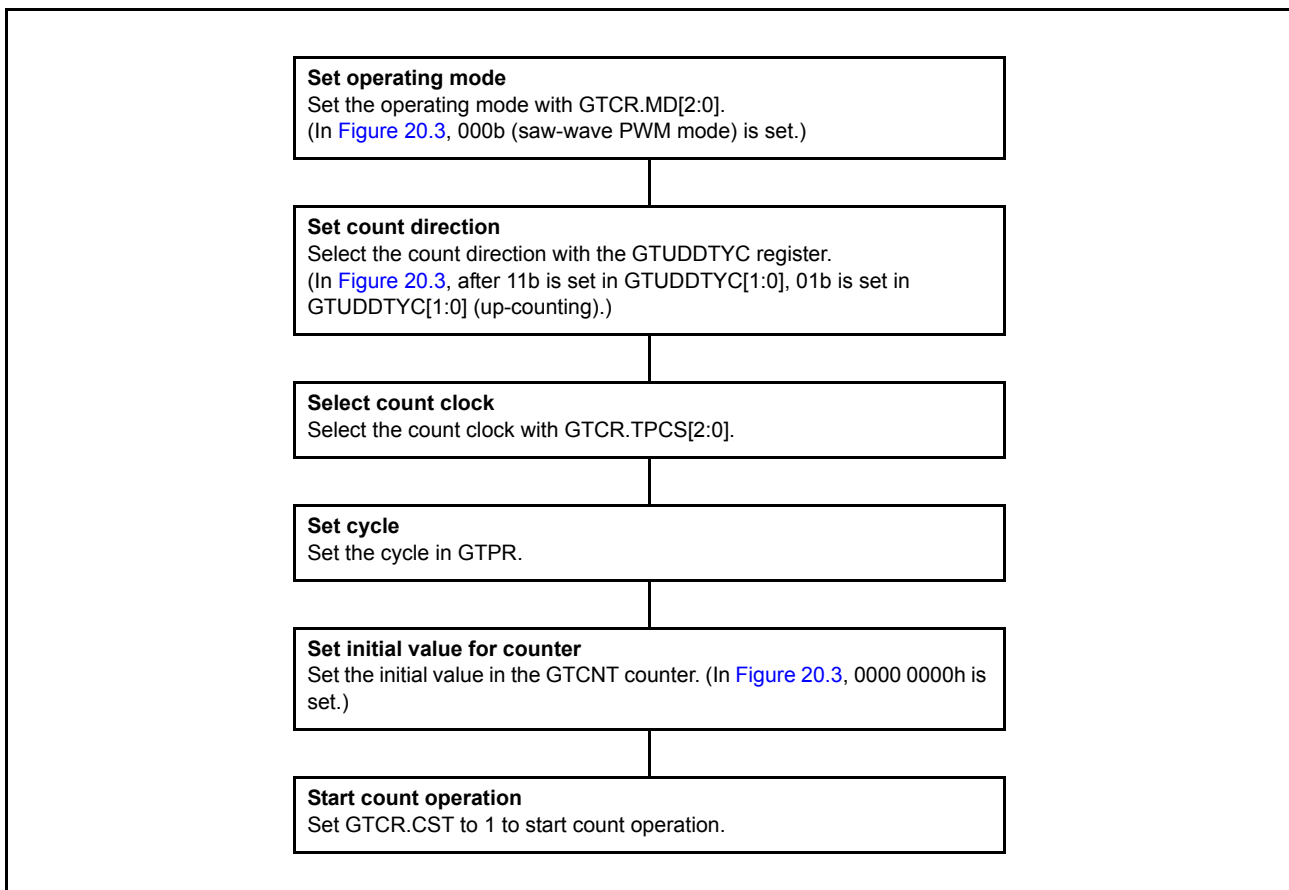 Set operating mode
Set the operating mode with GTCR.MD[2:0].
(In Figure 20.3, 000b (saw-wave PWM mode) is set.)
Set count direction
Select the count direction with the GTUDDTYC register.
(In Figure 20.3, after 11b is set in GTUDDTYC[1:0], 01b is set in
GTUDDTYC[1:0] (up-counting).)
Select count clock
Select the count clock with GTCR.TPCS[2:0].
Set cycle
Set the cycle in GTPR.
Set initial value for counter
Set the initial value in the GTCNT counter. (In Figure 20.3, 0000 0000h is
set.)
Start count operation
Set GTCR.CST to 1 to start count operation.